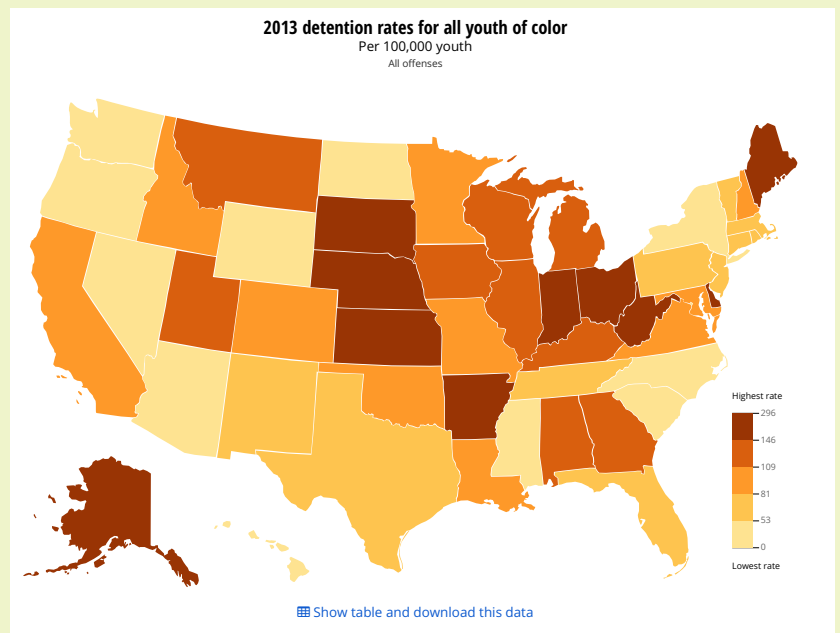 2013 detention rates for all youth of color
Per 100,000 youth
All offenses
Highest rate
296
146
109
81
53
0
Lowest rate
Show table and download this data